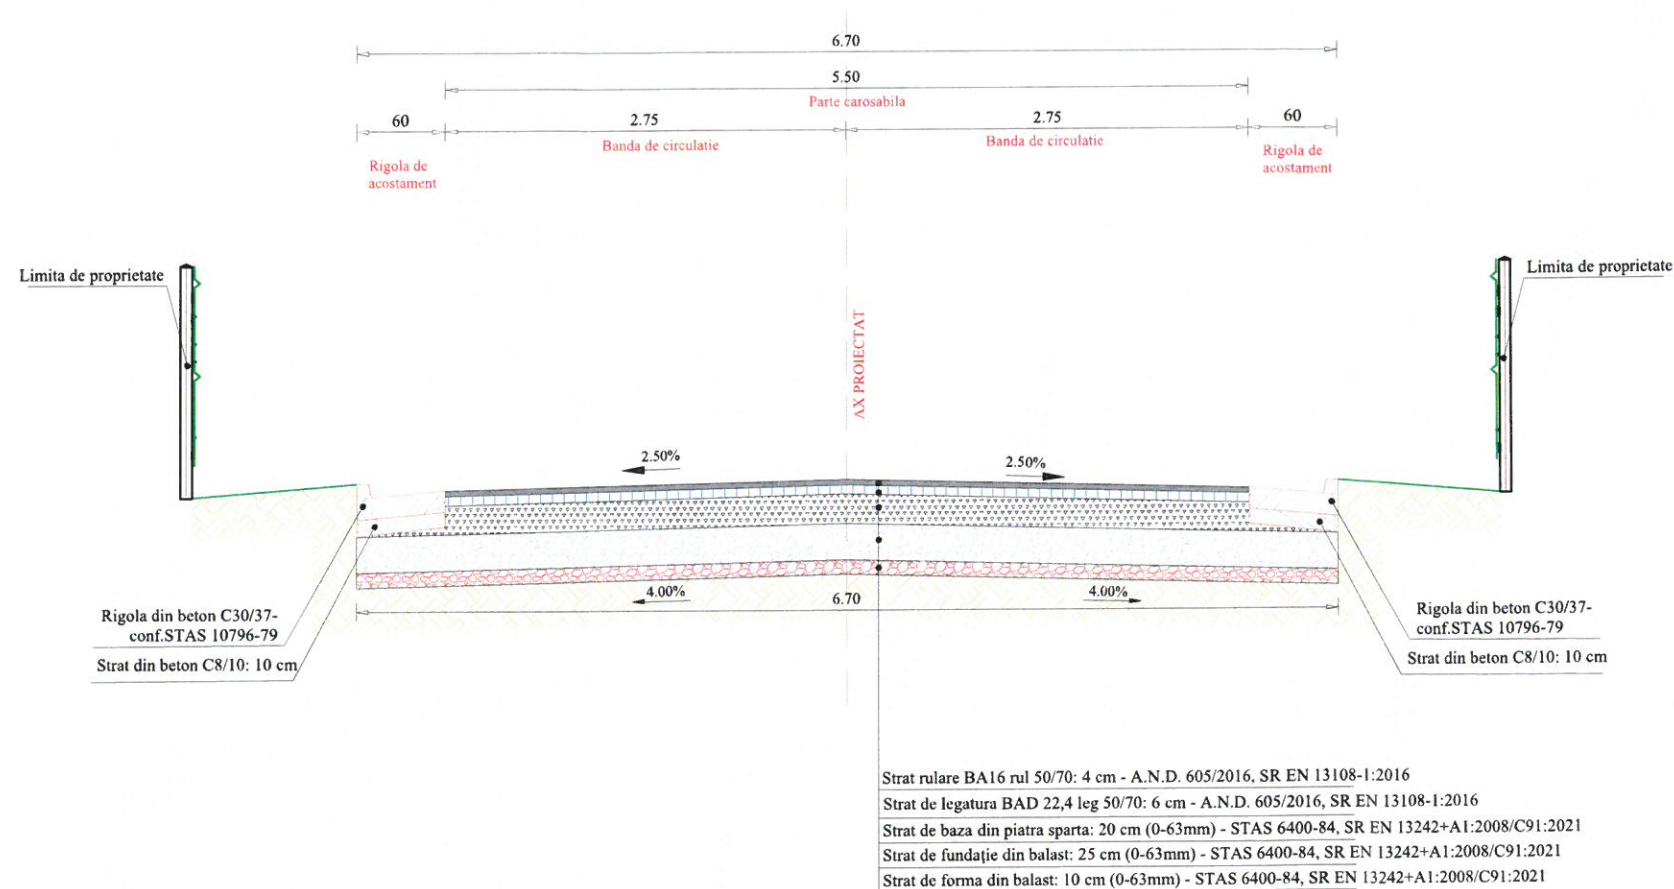 6.70
5.50
Parte carosabila
60
2.75
2.75
60
Banda de circulatie
Banda de circulatie
Rigola de
acostament
Rigola de
acostament
Limita de proprietate
Limita de proprietate
AX PROIECTAT
2.50%
2.50%
4.00%
6.70
4.00%
Rigola din beton C30/37-
conf.STAS 10796-79
Strat din beton C8/10: 10 cm
Rigola din beton C30/37-
conf.STAS 10796-79
Strat din beton C8/10: 10 cm
Strat rulare BA16 rul 50/70: 4 cm - A.N.D. 605/2016, SR EN 13108-1:2016
Strat de legatura BAD 22,4 leg 50/70: 6 cm - A.N.D. 605/2016, SR EN 13108-1:2016
Strat de baza din piatra sparta: 20 cm (0-63mm) - STAS 6400-84, SR EN 13242+A1:2008/C91:2021
Strat de fundaţie din balast: 25 cm (0-63mm) - STAS 6400-84, SR EN 13242+A1:2008/C91:2021
Strat de forma din balast: 10 cm (0-63mm) - STAS 6400-84, SR EN 13242+A1:2008/C91:2021